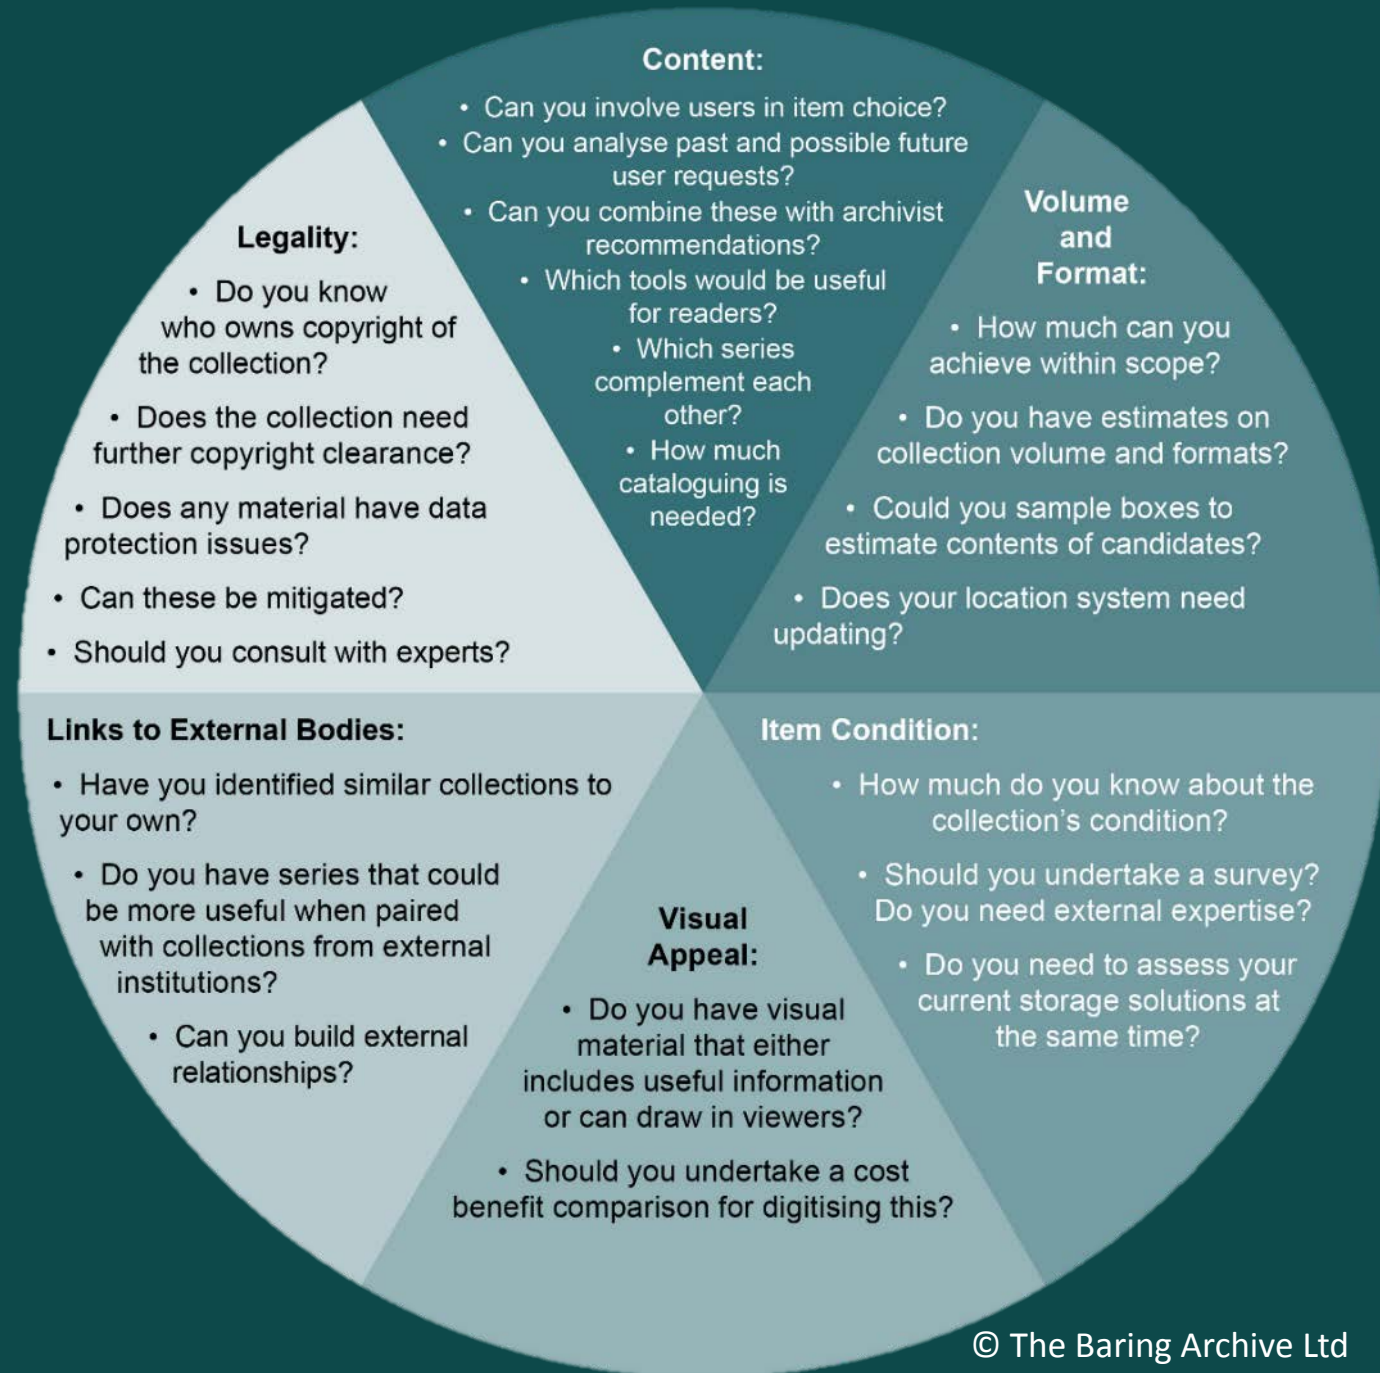 Content:
• Can you involve users in item choice?
• Can you analyse past and possible future
user requests?
• Can you combine these with archivist
recommendations?
• Which tools would be useful
for readers?
• Which series
complement each
other?
• How much
cataloguing is
needed?
Volume
and
Format:
• How much can you
achieve within scope?
• Do you have estimates on
collection volume and formats?
• Could you sample boxes to
estimate contents of candidates?
• Does your location system need
updating?
Item Condition:
• How much do you know about the
collection's condition?
• Should you undertake a survey?
Do you need external expertise?
• Do you need to assess your
current storage solutions at
the same time?
Visual
Appeal:
• Do you have visual
material that either
includes useful information
or can draw in viewers?
• Should you undertake a cost
benefit comparison for digitising this?
Links to External Bodies:
• Have you identified similar collections to
your own?
• Do you have series that could
be more useful when paired
with collections from external
institutions?
• Can you build external
relationships?
Legality:
• Do you know
who owns copyright of
the collection?
• Does the collection need
further copyright clearance?
• Does any material have data
protection issues?
• Can these be mitigated?
• Should you consult with experts?
© The Baring Archive Ltd